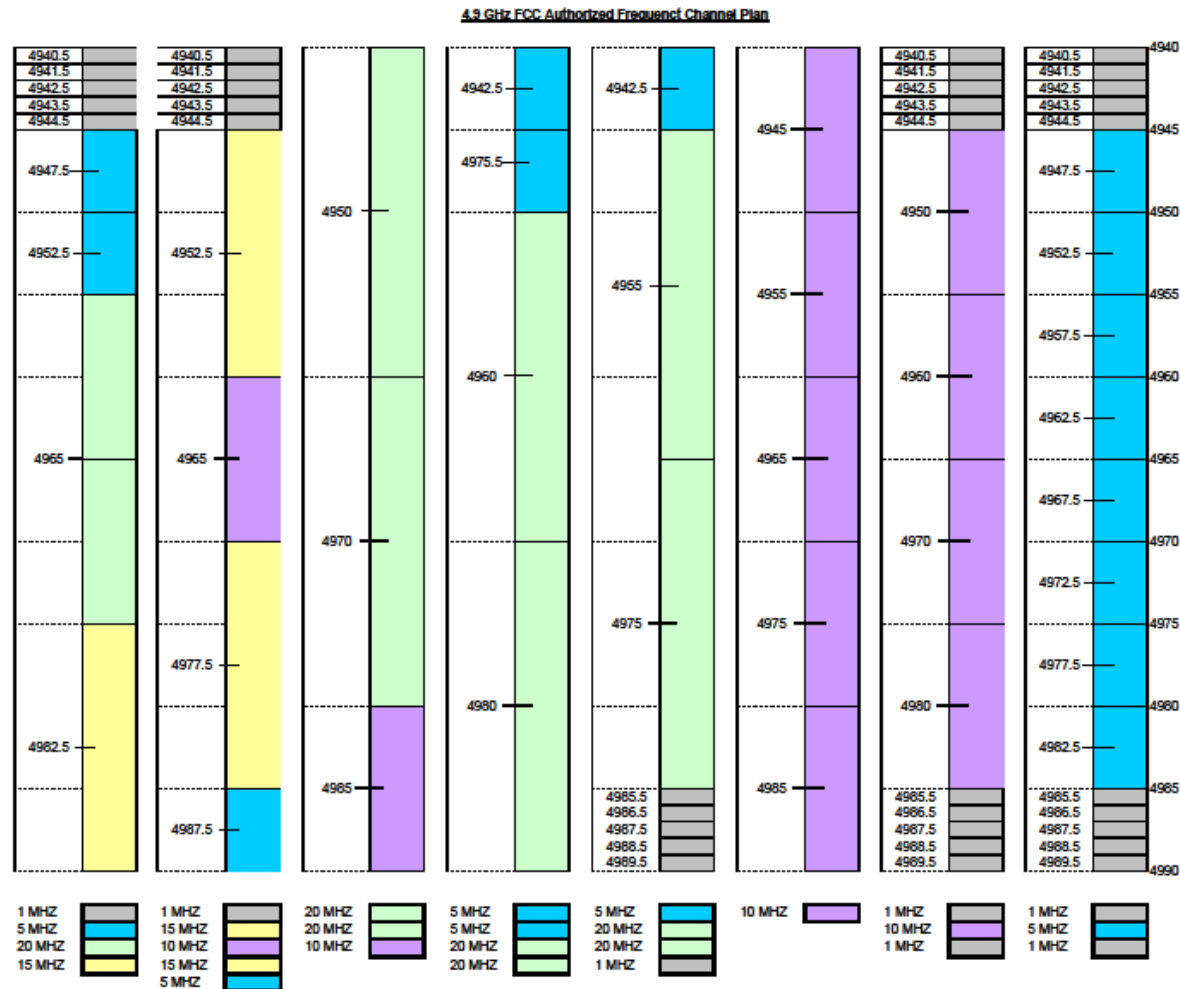 4.9 GHz FCC Authorized Frequenct Channel Plan
4940.5 4940.5 4940.5 4940.5 4940
4941.5 4941.5 4941.5 4941.5
4942.5 4942.5 4942.5 4942.5 4942.5 4942.5
4943.5 4943.5 4943.5 4943.5
4944.5 4944.5 4944.5 4944.5
4945 4945
4975.5
4947.5 4947.5
4950 4950 4950
4952.5 4952.5 4952.5
4955 4955 4955
4957.5
4960 4960 4960
4962.5
4965 4965 4965 4965
4967.5
4970 4970 4970
4972.5
4975 4975 4975
4977.5 4977.5
4980 4980 4980
4982.5 4982.5
4985 4985 4985
4985.5 4985.5 4985.5
4986.5 4986.5 4986.5
4987.5 4987.5 4987.5 4987.5
4988.5 4988.5 4988.5
4989.5 4989.5 4989.5
4990
1 MHZ 1 MHZ 20 MHZ 5 MHZ 5 MHZ 10 MHZ 1 MHZ 1 MHZ
5 MHZ 15 MHZ 20 MHZ 5 MHZ 20 MHZ 10 MHZ 5 MHZ
20 MHZ 10 MHZ 10 MHZ 20 MHZ 20 MHZ 1 MHZ 1 MHZ
15 MHZ 15 MHZ 20 MHZ 1 MHZ
5 MHZ